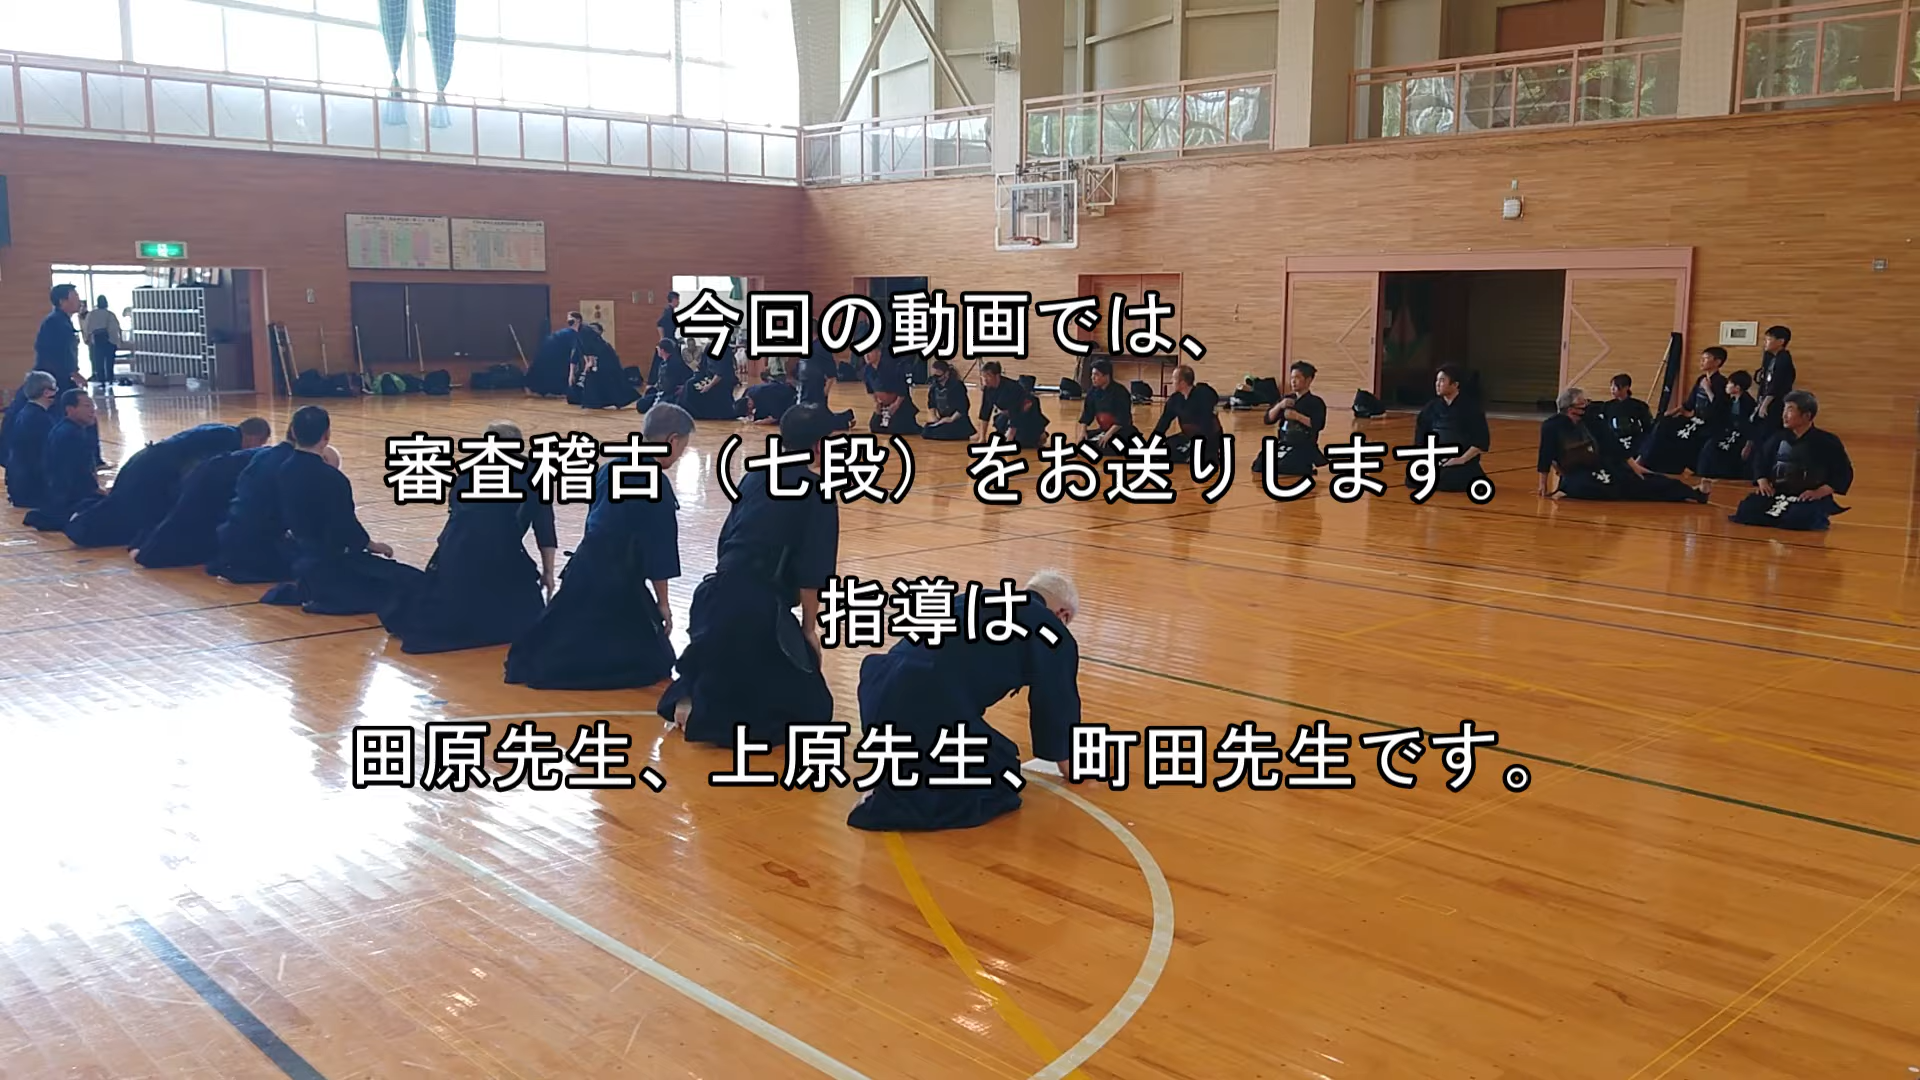 今回の動画では、
審査稽古（七段）をお送りします。
指導は、
田原先生、上原先生、町田先生です。